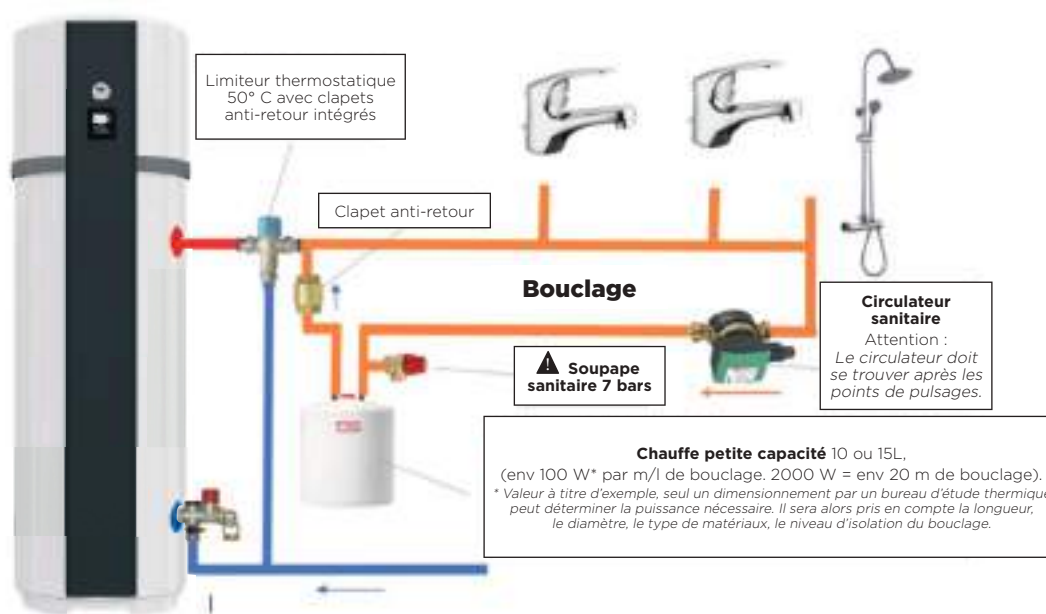 Limiteur thermostatique
50° C avec clapets
anti-retour intégrés
Clapet anti-retour
Bouclage
Circulateur
sanitaire
Attention :
Le circulateur doit
se trouver après les
points de pulsages.
Soupape
sanitaire 7 bars
Chauffe petite capacité 10 ou 15L,
(env 100 W* par m/l de bouclage. 2000 W = env 20 m de bouclage).
* Valeur à titre d'exemple, seul un dimensionnement par un bureau d'étude thermique
peut déterminer la puissance nécessaire. Il sera alors pris en compte la longueur,
le diamètre, le type de matériaux, le niveau d'isolation du bouclage.